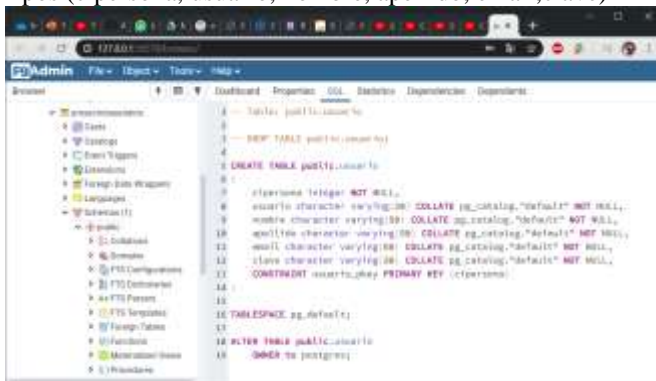 127.0.0.1
pgAdmin File Object Tools Help
Browser Dashboard Properties SQL Statistics Dependencies Dependents
Casts
Catalogs
Event Triggers
Extensions
Foreign Data Wrappers
Languages
Schemas (1)
public
Collations
Domains
FTS Configurations
FTS Dictionaries
FTS Parsers
FTS Templates
Foreign Tables
Functions
Materialized Views
Procedures
1 -- Table: public.usuario
2
3 -- DROP TABLE public.usuario;
4
5 CREATE TABLE public.usuario
6 (
7 cipersona integer NOT NULL,
8 usuario character varying(50) COLLATE pg_catalog."default" NOT NULL,
9 nombre character varying(50) COLLATE pg_catalog."default" NOT NULL,
10 apellido character varying(50) COLLATE pg_catalog."default" NOT NULL,
11 email character varying(50) COLLATE pg_catalog."default" NOT NULL,
12 clave character varying(30) COLLATE pg_catalog."default" NOT NULL,
13 CONSTRAINT usuario_pkey PRIMARY KEY (cipersona)
14 )
15
16 TABLESPACE pg_default;
17
18 ALTER TABLE public.usuario
19 OWNER to postgres;